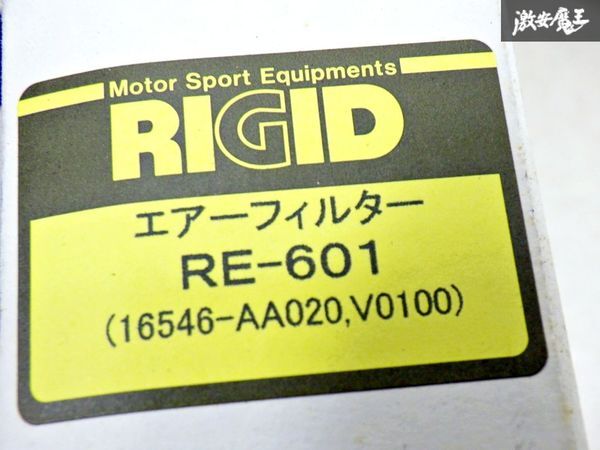 激安魔王
Motor Sport Equipments
RIGID
エアーフィルター
RE-601
(16546-AA020,V0100)